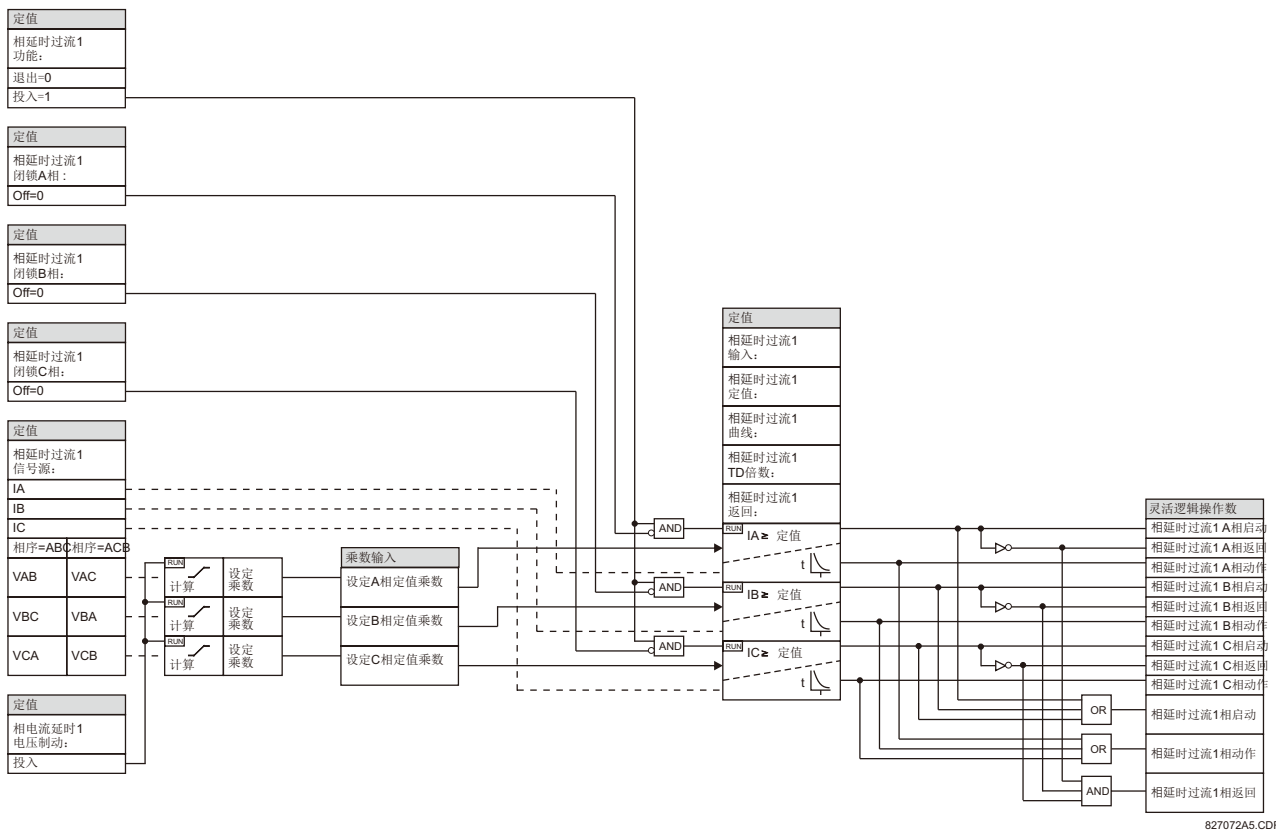 定值
相延时过流1
功能：
退出=0
投入=1
定值
相延时过流1
闭锁A相：
Off=0
定值
相延时过流1
闭锁B相：
Off=0
定值
相延时过流1
闭锁C相：
Off=0
定值
相延时过流1
信号源：
IA
IB
IC
相序=ABC 相序=ACB
VAB VAC
VBC VBA
VCA VCB
定值
相电流延时1
电压制动：
投入
RUN
计算
设定
乘数
RUN
计算
设定
乘数
RUN
计算
设定
乘数
乘数输入
设定A相定值乘数
设定B相定值乘数
设定C相定值乘数
AND
AND
AND
定值
相延时过流1
输入：
相延时过流1
定值：
相延时过流1
曲线：
相延时过流1
TD倍数：
相延时过流1
返回：
RUN IA≥ 定值
t
RUN IB≥ 定值
t
RUN IC≥ 定值
t
OR
OR
AND
灵活逻辑操作数
相延时过流1 A相启动
相延时过流1 A相返回
相延时过流1 A相动作
相延时过流1 B相启动
相延时过流1 B相返回
相延时过流1 B相动作
相延时过流1 C相启动
相延时过流1 C相返回
相延时过流1 C相动作
相延时过流1相启动
相延时过流1相动作
相延时过流1相返回
827072A5.CDR